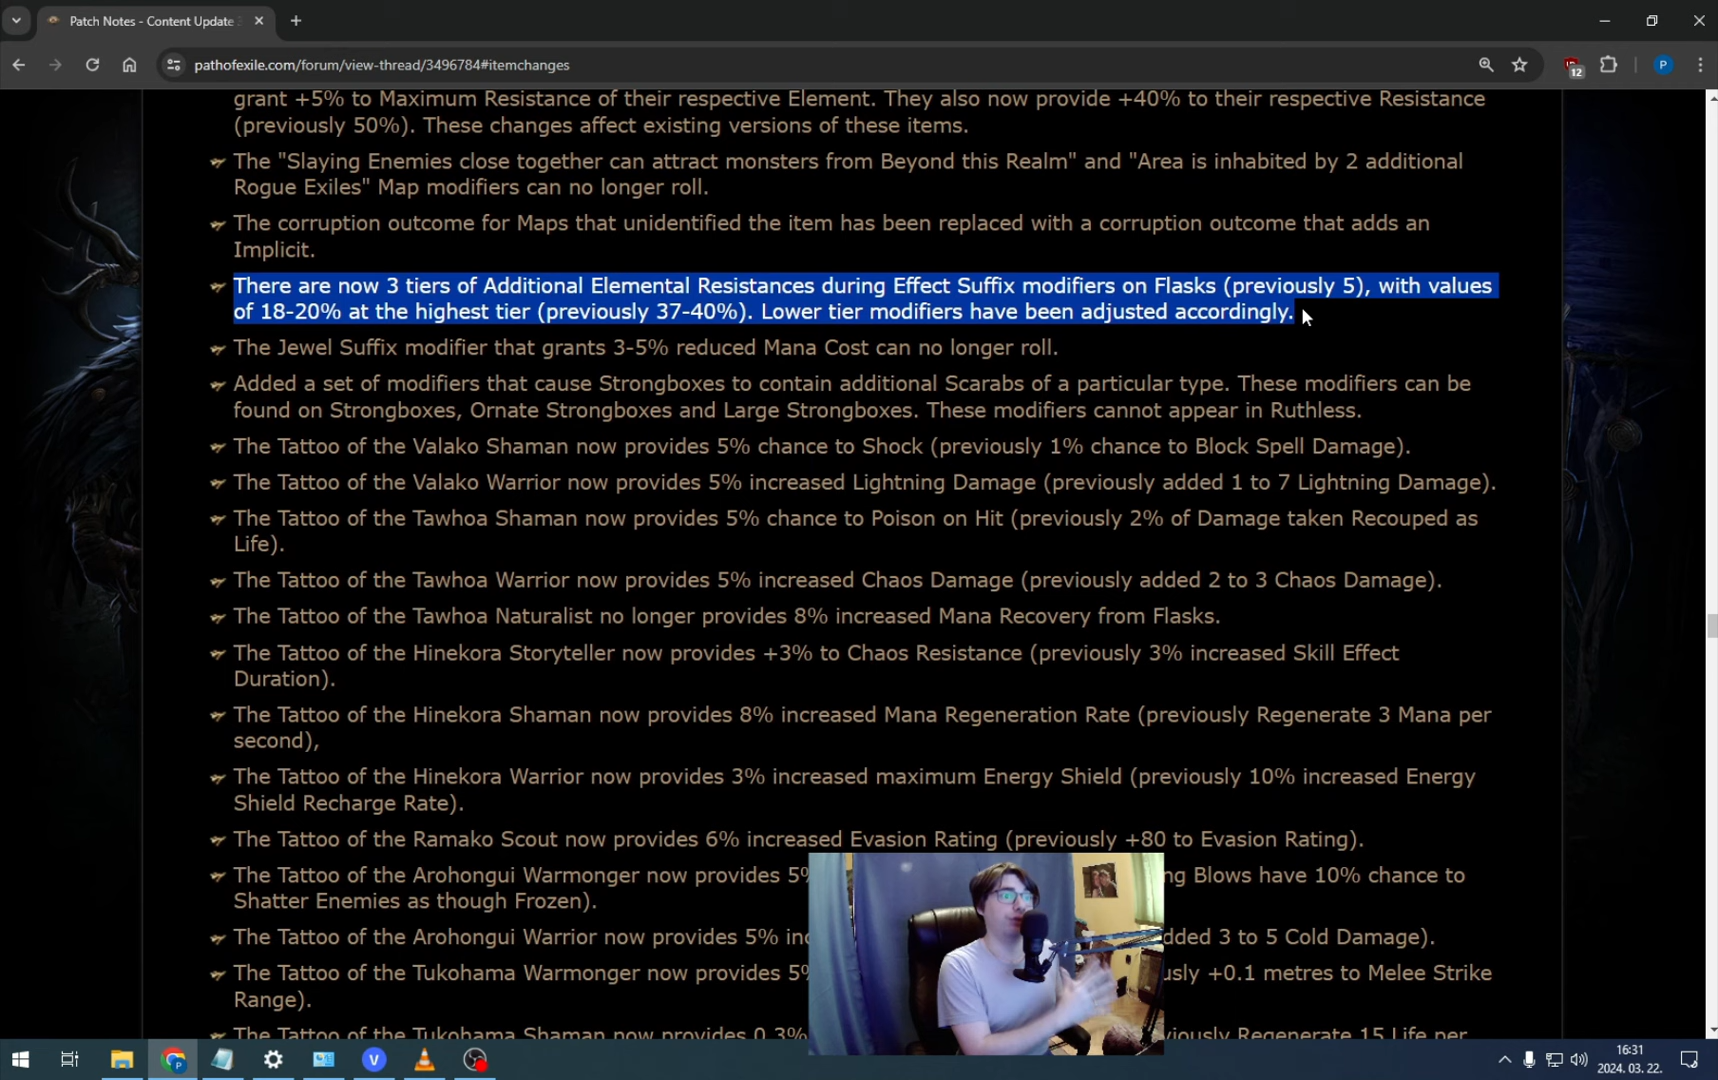 Patch Notes - Content Update
pathofexile.com/forum/view-thread/3496784#itemchanges
12
P
grant +5% to Maximum Resistance of their respective Element. They also now provide +40% to their respective Resistance
(previously 50%). These changes affect existing versions of these items.
The "Slaying Enemies close together can attract monsters from Beyond this Realm" and "Area is inhabited by 2 additional
Rogue Exiles" Map modifiers can no longer roll.
The corruption outcome for Maps that unidentified the item has been replaced with a corruption outcome that adds an
Implicit.
There are now 3 tiers of Additional Elemental Resistances during Effect Suffix modifiers on Flasks (previously 5), with values
of 18-20% at the highest tier (previously 37-40%). Lower tier modifiers have been adjusted accordingly.
The Jewel Suffix modifier that grants 3-5% reduced Mana Cost can no longer roll.
Added a set of modifiers that cause Strongboxes to contain additional Scarabs of a particular type. These modifiers can be
found on Strongboxes, Ornate Strongboxes and Large Strongboxes. These modifiers cannot appear in Ruthless.
The Tattoo of the Valako Shaman now provides 5% chance to Shock (previously 1% chance to Block Spell Damage).
The Tattoo of the Valako Warrior now provides 5% increased Lightning Damage (previously added 1 to 7 Lightning Damage).
The Tattoo of the Tawhoa Shaman now provides 5% chance to Poison on Hit (previously 2% of Damage taken Recouped as
Life).
The Tattoo of the Tawhoa Warrior now provides 5% increased Chaos Damage (previously added 2 to 3 Chaos Damage).
The Tattoo of the Tawhoa Naturalist no longer provides 8% increased Mana Recovery from Flasks.
The Tattoo of the Hinekora Storyteller now provides +3% to Chaos Resistance (previously 3% increased Skill Effect
Duration).
The Tattoo of the Hinekora Shaman now provides 8% increased Mana Regeneration Rate (previously Regenerate 3 Mana per
second),
The Tattoo of the Hinekora Warrior now provides 3% increased maximum Energy Shield (previously 10% increased Energy
Shield Recharge Rate).
The Tattoo of the Ramako Scout now provides 6% increased Evasion Rating (previously +80 to Evasion Rating).
The Tattoo of the Arohongui Warmonger now provides 5% ng Blows have 10% chance to
Shatter Enemies as though Frozen).
The Tattoo of the Arohongui Warrior now provides 5% inc dded 3 to 5 Cold Damage).
The Tattoo of the Tukohama Warmonger now provides 5% usly +0.1 metres to Melee Strike
Range).
The Tattoo of the Tukohama Shaman now provides 0.3% viously Regenerate 15 Life per
16:31
2024. 03. 22.